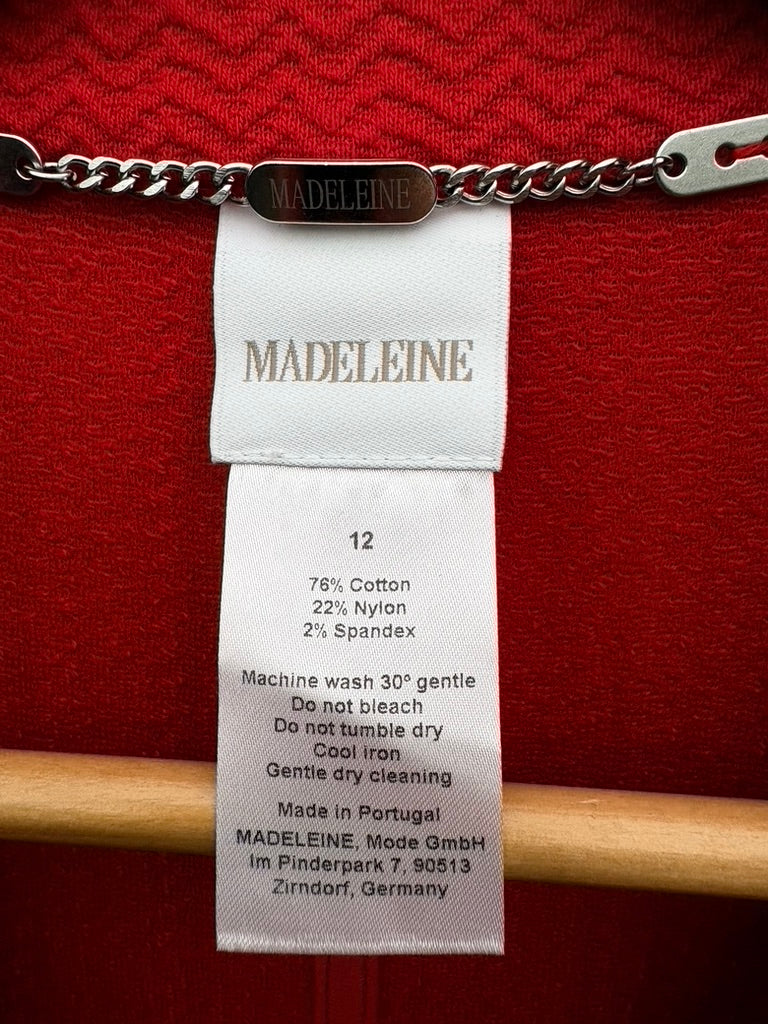 MADELEINE
MADELEINE
12
76% Cotton
22% Nylon
2% Spandex
Machine wash 30° gentle
Do not bleach
Do not tumble dry
Cool iron
Gentle dry cleaning
Made in Portugal
MADELEINE, Mode GmbH
Im Pinderpark 7, 90513
Zirndorf, Germany